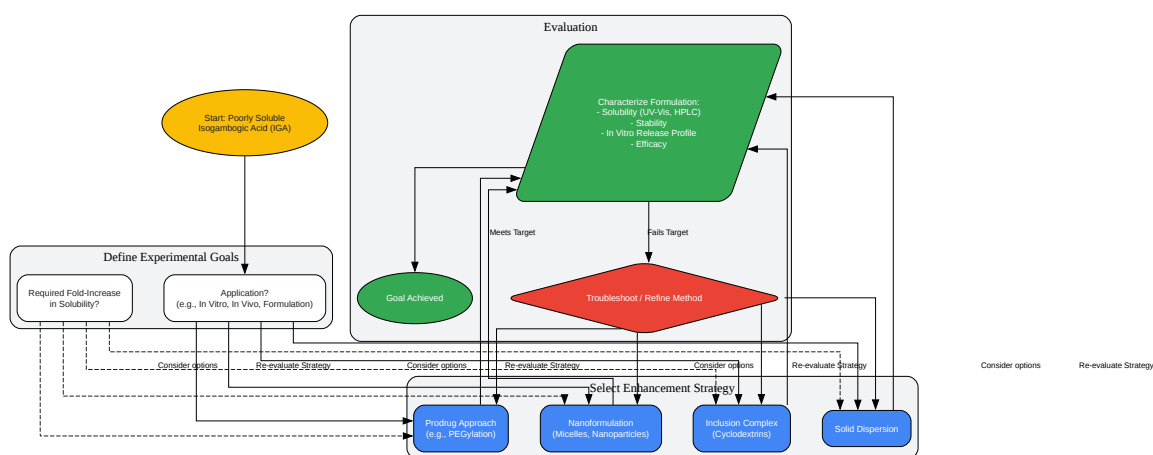 Evaluation
Characterize Formulation:
- Solubility (UV-Vis, HPLC)
- Stability
- In Vitro Release Profile
- Efficacy
Start: Poorly Soluble
Isogambogic Acid (IGA)
Meets Target
Fails Target
Define Experimental Goals
Required Fold-Increase
in Solubility?
Application?
(e.g., In Vitro, In Vivo, Formulation)
Goal Achieved
Troubleshoot / Refine Method
Consider options
Re-evaluate Strategy
Consider options
Re-evaluate Strategy
Consider options
Re-evaluate Strategy
Consider options
Re-evaluate Strategy
Select Enhancement Strategy
Prodrug Approach
(e.g., PEGylation)
Nanoformulation
(Micelles, Nanoparticles)
Inclusion Complex
(Cyclodextrins)
Solid Dispersion